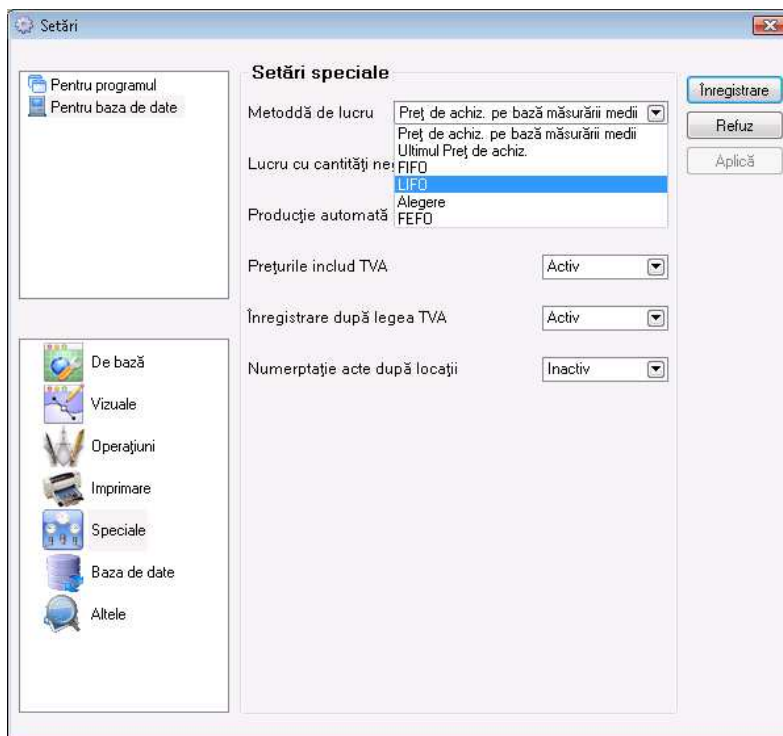 Setări
Pentru programul
Pentru baza de date
De bază
Vizuale
Operațiuni
Imprimare
Speciale
Baza de date
Altele
Setări speciale
Metoddă de lucru
Preț de achiz. pe bază măsurării medii
Preț de achiz. pe bază măsurării medii
Ultimul Preț de achiz.
FIFO
LIFO
Alegere
FEFO
Lucru cu cantități
Producție automată
Prețurile includ TVA
Activ
Înregistrare după legea TVA
Activ
Numerptație acte după locații
Inactiv
Înregistrare
Refuz
Aplică